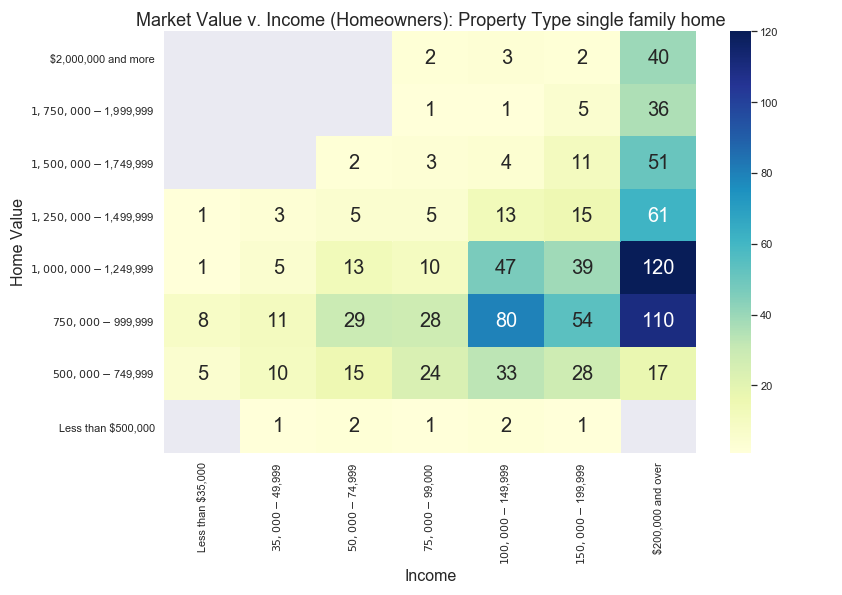 Market Value v. Income (Homeowners): Property Type single family home
$2,000,000 and more 2 3 2 40
1, 750, 000 − 1,999,999 1 1 5 36
1, 500, 000 − 1,749,999 2 3 4 11 51
1, 250, 000 − 1,499,999 1 3 5 5 13 15 61
1, 000, 000 − 1,249,999 1 5 13 10 47 39 120
750, 000 − 999,999 8 11 29 28 80 54 110
500, 000 − 749,999 5 10 15 24 33 28 17
Less than $500,000 1 2 1 2 1
Home Value
Less than $35,000
35, 000 − 49,999
50, 000 − 74,999
75, 000 − 99,000
100, 000 − 149,999
150, 000 − 199,999
$200,000 and over
Income
120
100
80
60
40
20